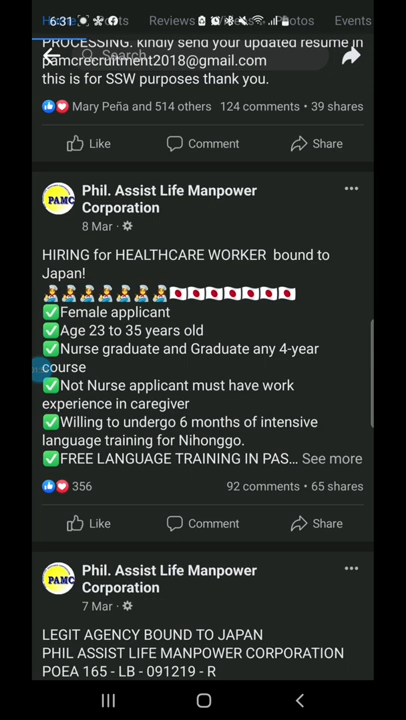 6:31
Home Posts Reviews Videos Photos Events
PROCESSING. kindly send your updated resume in
Search
pamcrecruitment2018@gmail.com
this is for SSW purposes thank you.
Mary Peña and 514 others 124 comments • 39 shares
Like Comment Share
PAMC
Phil. Assist Life Manpower
Corporation
8 Mar ·
HIRING for HEALTHCARE WORKER bound to
Japan!
👩‍🍳👩‍🍳👩‍🍳👩‍🍳👩‍🍳👩‍🍳👩‍🍳🇯🇵🇯🇵🇯🇵🇯🇵🇯🇵🇯🇵🇯🇵
✅Female applicant
✅Age 23 to 35 years old
✅Nurse graduate and Graduate any 4-year
course
✅Not Nurse applicant must have work
experience in caregiver
✅Willing to undergo 6 months of intensive
language training for Nihonggo.
✅FREE LANGUAGE TRAINING IN PAS... See more
356 92 comments • 65 shares
Like Comment Share
PAMC
Phil. Assist Life Manpower
Corporation
7 Mar ·
LEGIT AGENCY BOUND TO JAPAN
PHIL ASSIST LIFE MANPOWER CORPORATION
POEA 165 - LB - 091219 - R